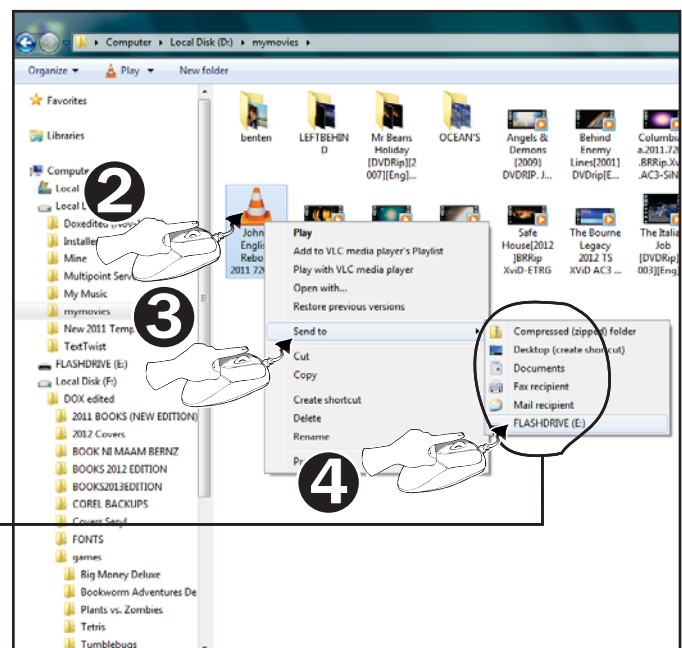 Computer ▸ Local Disk (D:) ▸ mymovies ▸
Organize ▼ Play ▼ New folder
Favorites
Libraries
Compute
Local
Local
Doxedited (Nov
Installe
Mine
Multipoint Serv
My Music
mymovies
New 2011 Temp
TextTwist
FLASHDRIVE (E:)
Local Disk (F:)
DOX edited
2011 BOOKS (NEW EDITION)
2012 Covers
BOOK NI MAAM BERNZ
BOOKS 2012 EDITION
BOOKS2013EDITION
COREL BACKUPS
Covers Seryl
FONTS
games
Big Money Deluxe
Bookworm Adventures De
Plants vs. Zombies
Tetris
Tumblebugs
benten
LEFTBEHIN
D
Mr Beans
Holiday
[DVDRip][2
007][Eng]...
OCEAN'S
Angels &
Demons
[2009]
DVDRIP. J...
Behind
Enemy
Lines[2001]
DVDrip[E...
Columbi
a.2011.72
.BRRip.Xv
.AC3-SiN
John
Englis
Rebo
2011 720
Safe
House[2012
]BRRip
XviD-ETRG
The Bourne
Legacy
2012 TS
XViD AC3 ...
The Italia
Job
[DVDRip]
003][Eng]
Play
Add to VLC media player's Playlist
Play with VLC media player
Open with...
Restore previous versions
Send to
Cut
Copy
Create shortcut
Delete
Rename
Pr
Compressed (zipped) folder
Desktop (create shortcut)
Documents
Fax recipient
Mail recipient
FLASHDRIVE (E:)
2
3
4